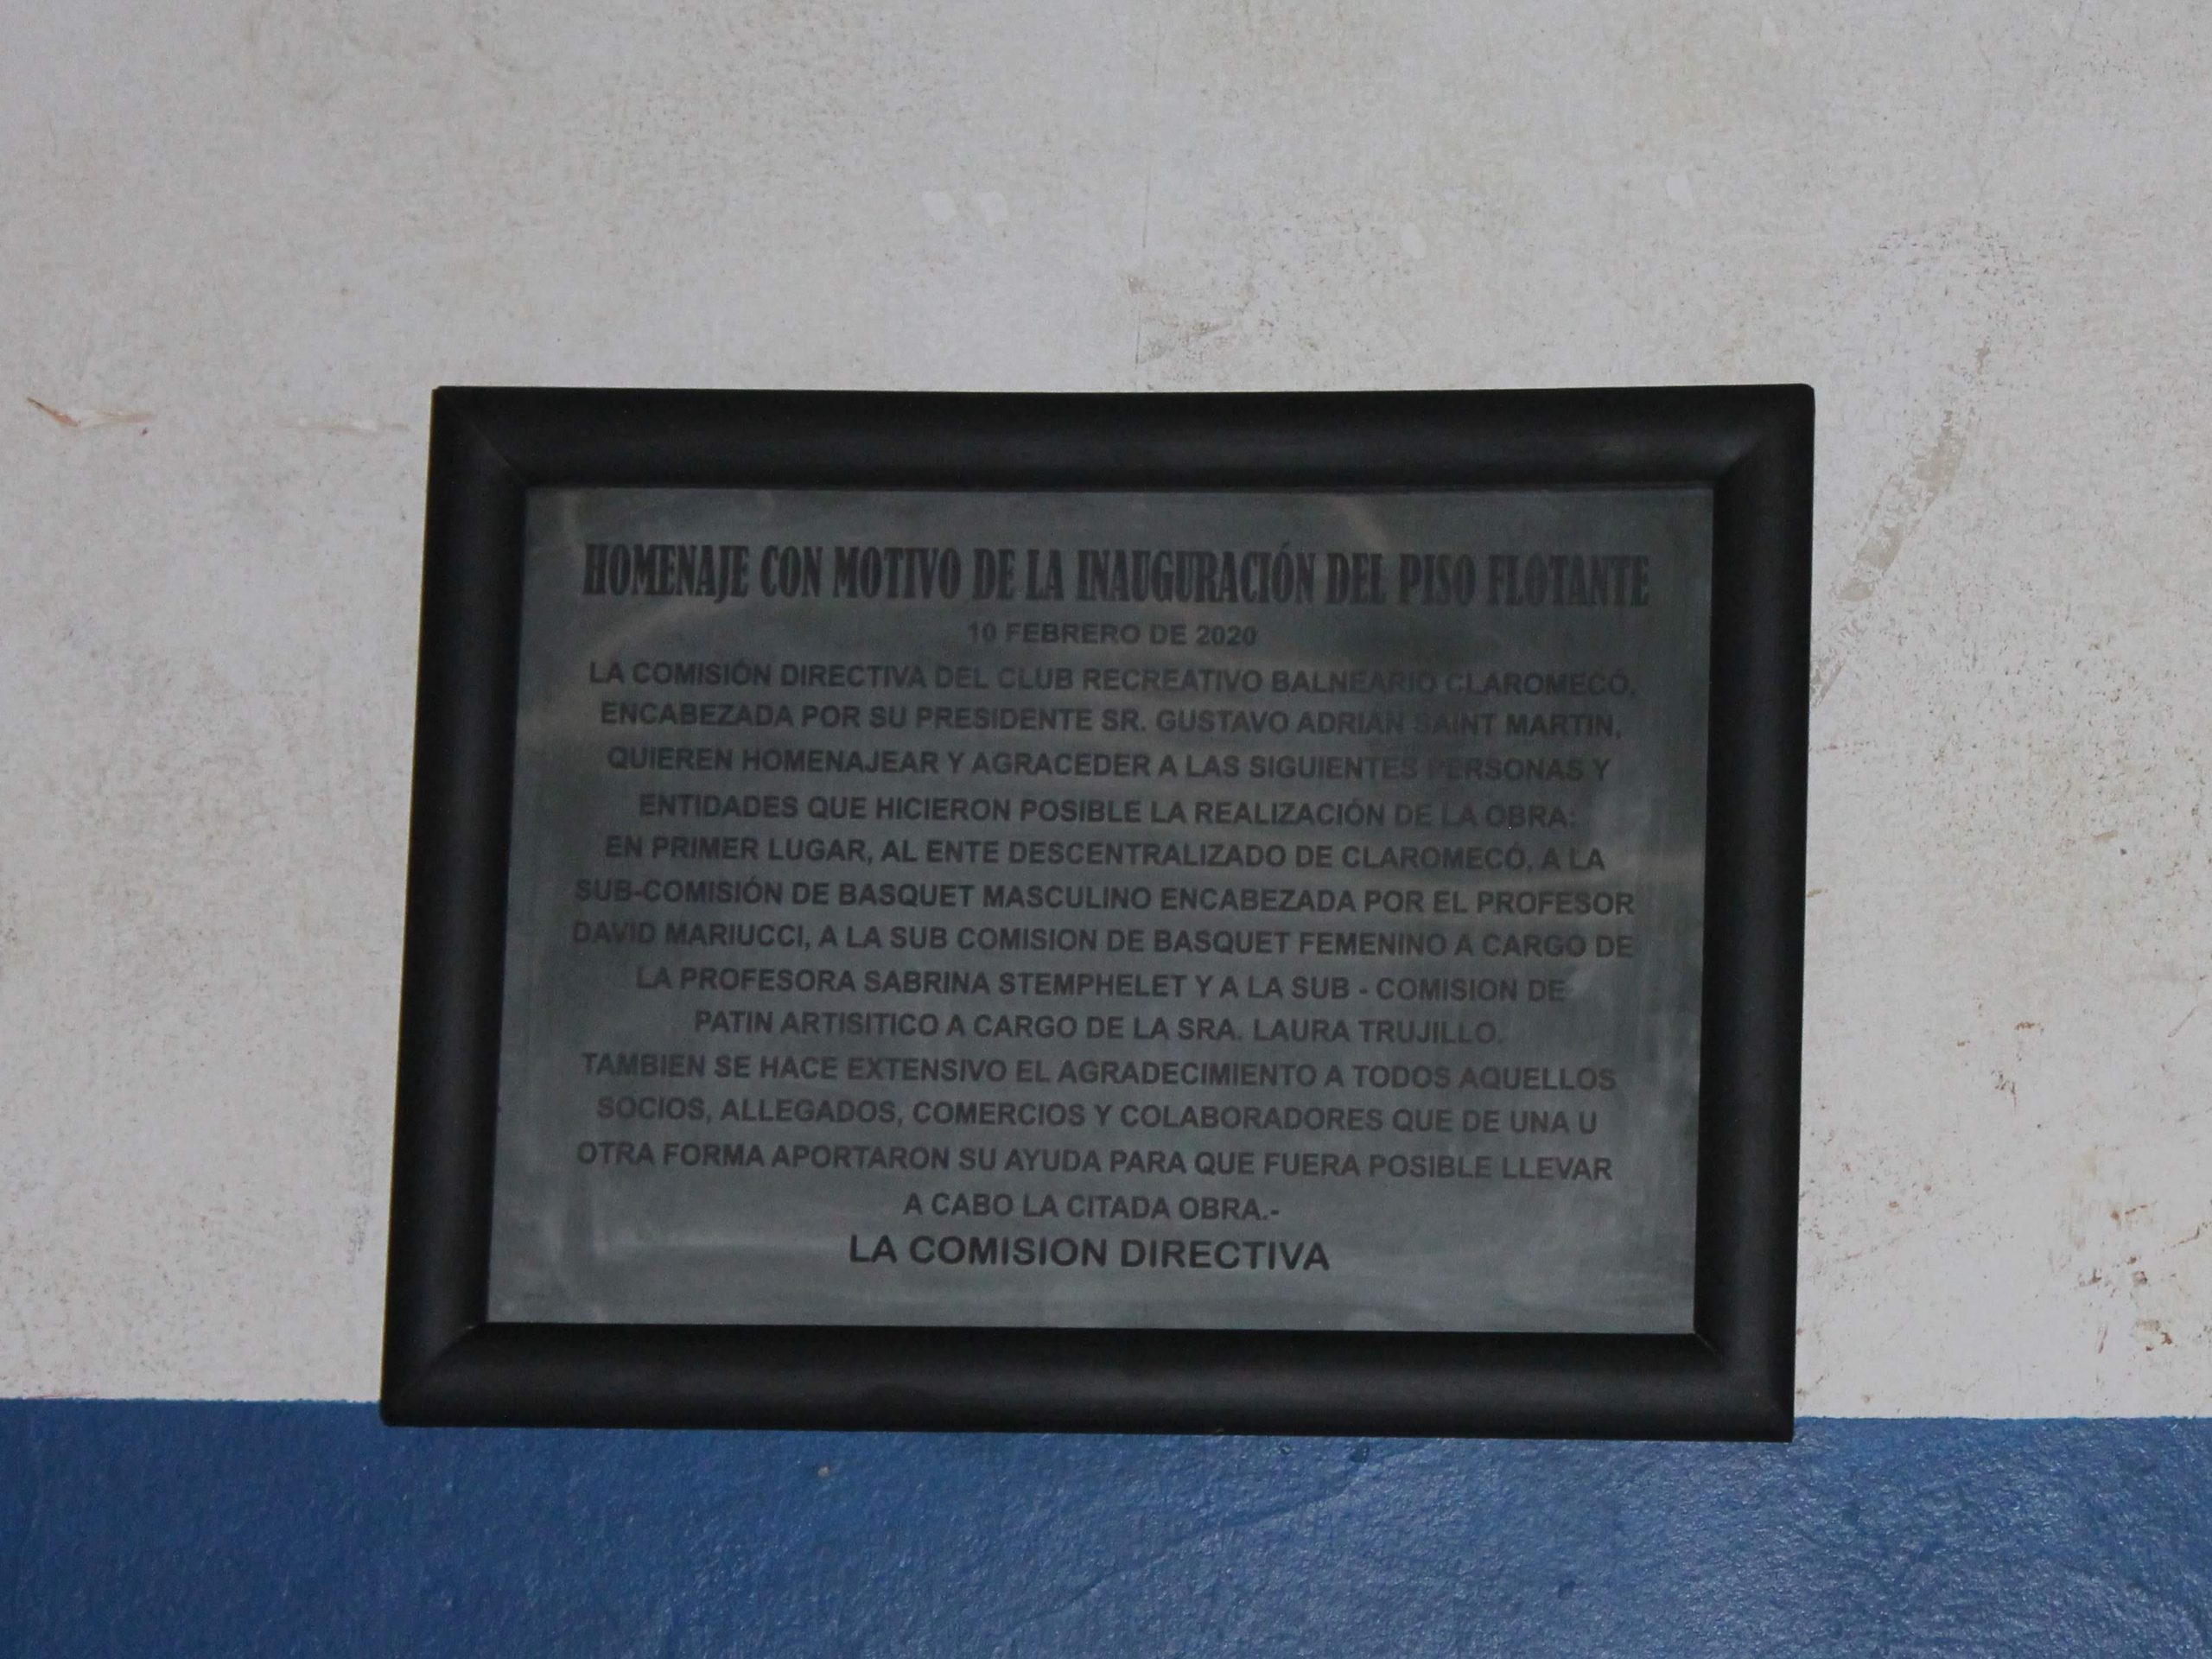 HOMENAJE CON MOTIVO DE LA INAUGURACIÓN DEL PISO FLOTANTE
10 FEBRERO DE 2020
LA COMISIÓN DIRECTIVA DEL CLUB RECREATIVO BALNEARIO CLAROMECÓ,
ENCABEZADA POR SU PRESIDENTE SR. GUSTAVO ADRIAN SAINT MARTIN,
QUIEREN HOMENAJEAR Y AGRACEDER A LAS SIGUIENTES PERSONAS Y
ENTIDADES QUE HICIERON POSIBLE LA REALIZACIÓN DE LA OBRA:
EN PRIMER LUGAR, AL ENTE DESCENTRALIZADO DE CLAROMECÓ, A LA
SUB-COMISIÓN DE BASQUET MASCULINO ENCABEZADA POR EL PROFESOR
DAVID MARIUCCI, A LA SUB COMISION DE BASQUET FEMENINO A CARGO DE
LA PROFESORA SABRINA STEMPHELET Y A LA SUB - COMISION DE
PATIN ARTISITICO A CARGO DE LA SRA. LAURA TRUJILLO.
TAMBIEN SE HACE EXTENSIVO EL AGRADECIMIENTO A TODOS AQUELLOS
SOCIOS, ALLEGADOS, COMERCIOS Y COLABORADORES QUE DE UNA U
OTRA FORMA APORTARON SU AYUDA PARA QUE FUERA POSIBLE LLEVAR
A CABO LA CITADA OBRA.-
LA COMISION DIRECTIVA